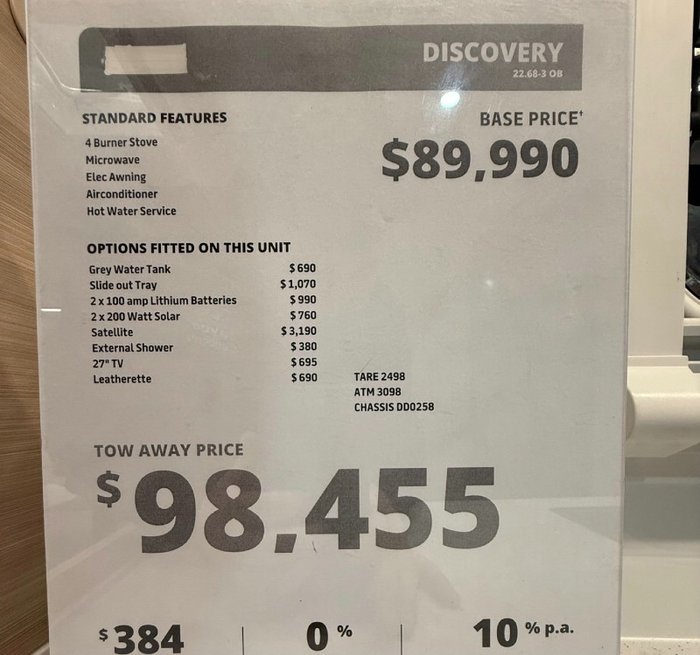 DISCOVERY
22.68-3 OB
STANDARD FEATURES
4 Burner Stove
Microwave
Elec Awning
Airconditioner
Hot Water Service
BASE PRICE†
$89,990
OPTIONS FITTED ON THIS UNIT
Grey Water Tank $690
Slide out Tray $1,070
2 x 100 amp Lithium Batteries $990
2 x 200 Watt Solar $760
Satellite $3,190
External Shower $380
27" TV $695
Leatherette $690
TARE 2498
ATM 3098
CHASSIS DD0258
TOW AWAY PRICE
$98,455
$384 0% 10% p.a.